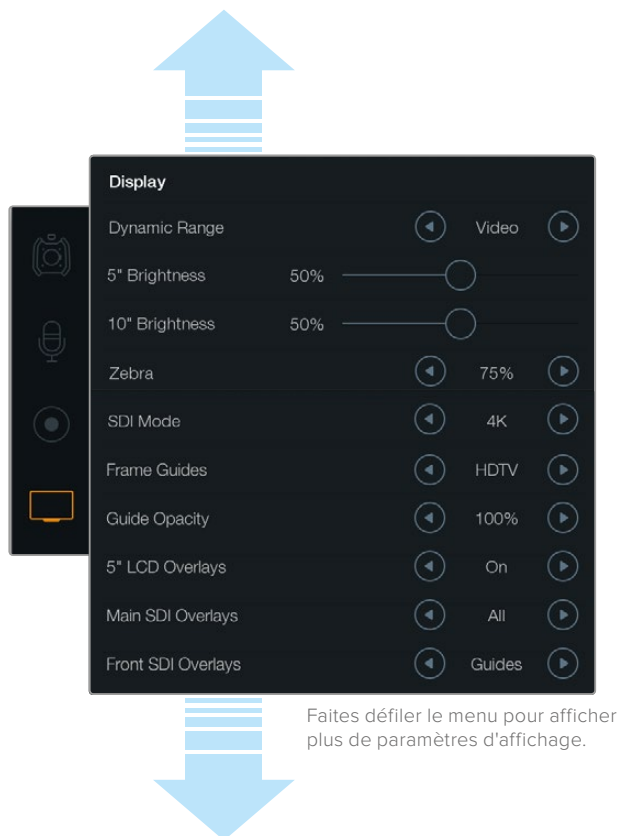 Display
Dynamic Range Video
5" Brightness 50%
10" Brightness 50%
Zebra 75%
SDI Mode 4K
Frame Guides HDTV
Guide Opacity 100%
5" LCD Overlays On
Main SDI Overlays All
Front SDI Overlays Guides
Faites défiler le menu pour afficher
plus de paramètres d'affichage.